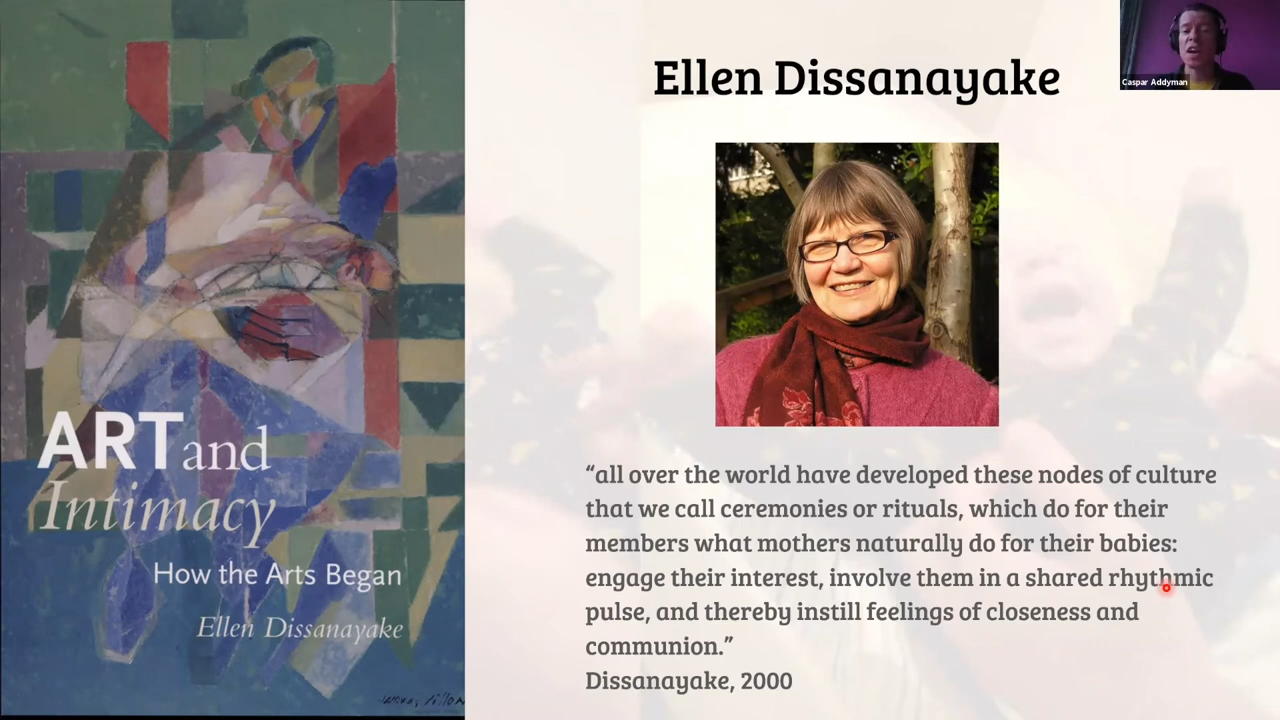 Ellen Dissanayake
Caspar Addyman
ART and
Intimacy
How the Arts Began
Ellen Dissanayake
“all over the world have developed these nodes of culture
that we call ceremonies or rituals, which do for their
members what mothers naturally do for their babies:
engage their interest, involve them in a shared rhythmic
pulse, and thereby instill feelings of closeness and
communion.”
Dissanayake, 2000